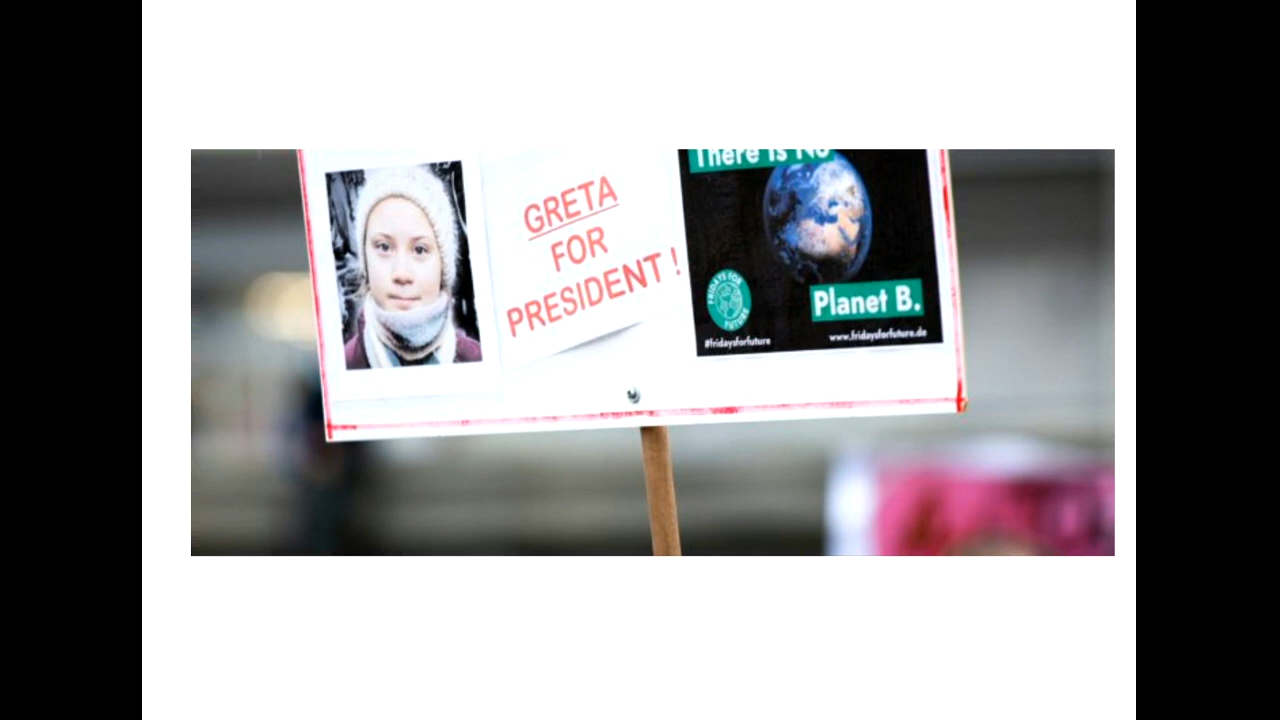 GRETA
FOR
PRESIDENT !
There is No
Planet B.
FRIDAYS FOR
FUTURE
#fridaysforfuture
www.fridaysforfuture.de